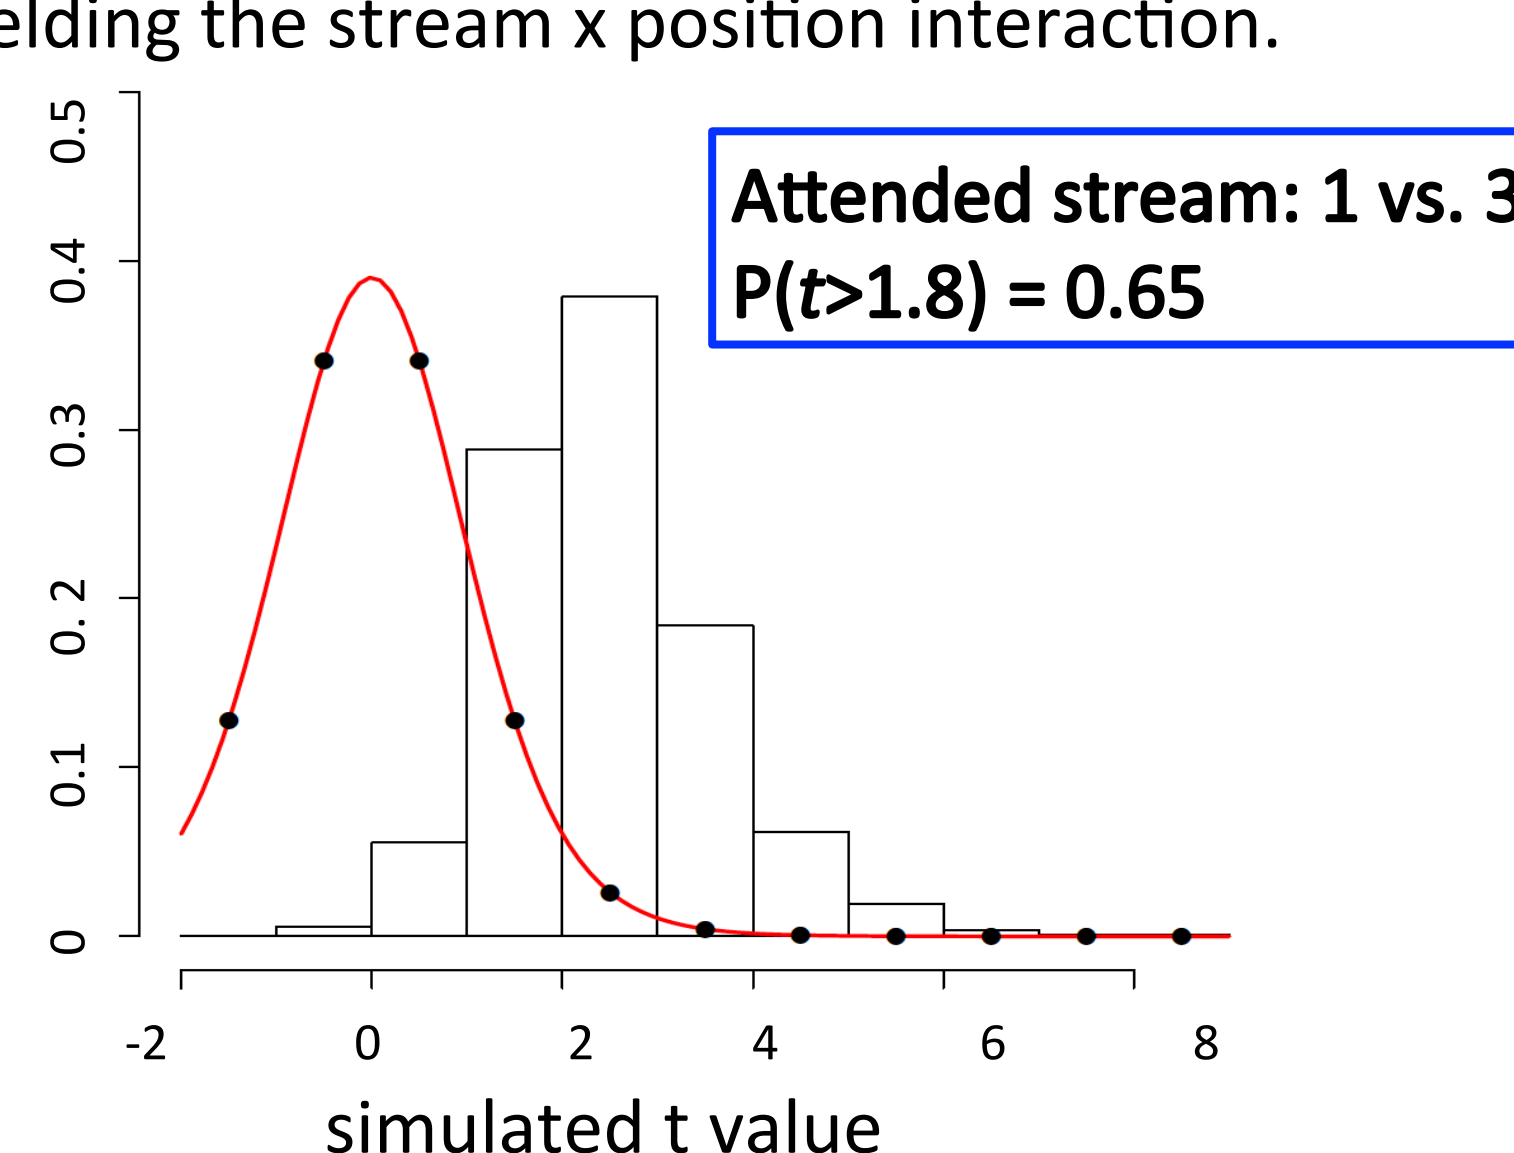 elding the stream x position interaction.
0.5
0.4
0.3
0.2
0.1
0
Attended stream: 1 vs. 3
P(t>1.8) = 0.65
-2 0 2 4 6 8
simulated t value